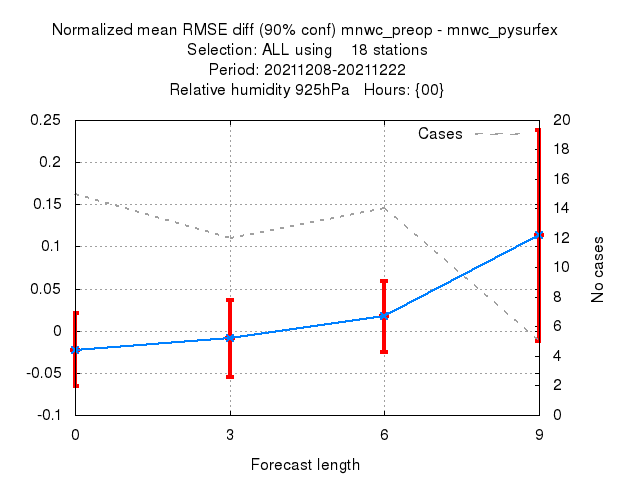 Normalized mean RMSE diff (90% conf) mnwc_preop - mnwc_pysurfex
Selection: ALL using    18 stations
Period: 20211208-20211222
Relative humidity 925hPa   Hours: {00}
Cases
0.25
0.2
0.15
0.1
0.05
0
-0.05
-0.1
20
18
16
14
12
10
8
6
4
2
0
No cases
0 3 6 9
Forecast length